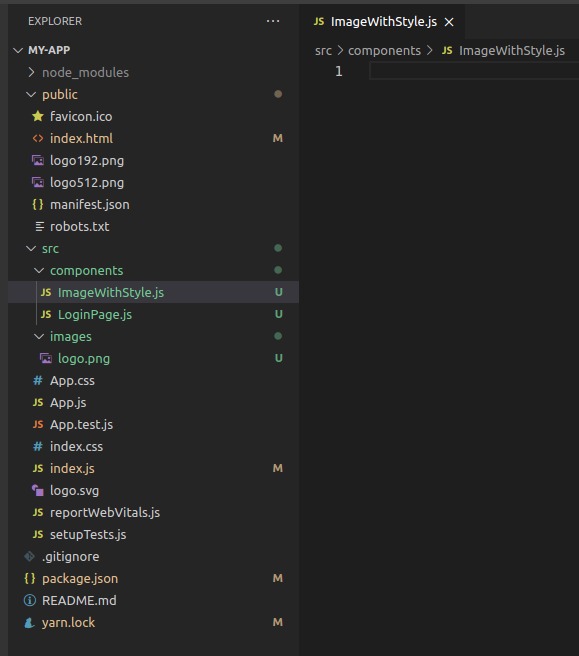 EXPLORER ...
MY-APP
node_modules
public
favicon.ico
<> index.html M
logo192.png
logo512.png
{} manifest.json
robots.txt
src
components
JS ImageWithStyle.js U
JS LoginPage.js U
images
logo.png U
# App.css
JS App.js
JS App.test.js
# index.css
JS index.js M
logo.svg
JS reportWebVitals.js
JS setupTests.js
.gitignore
{} package.json M
README.md
yarn.lock M
JS ImageWithStyle.js ×
src > components > JS ImageWithStyle.js
1